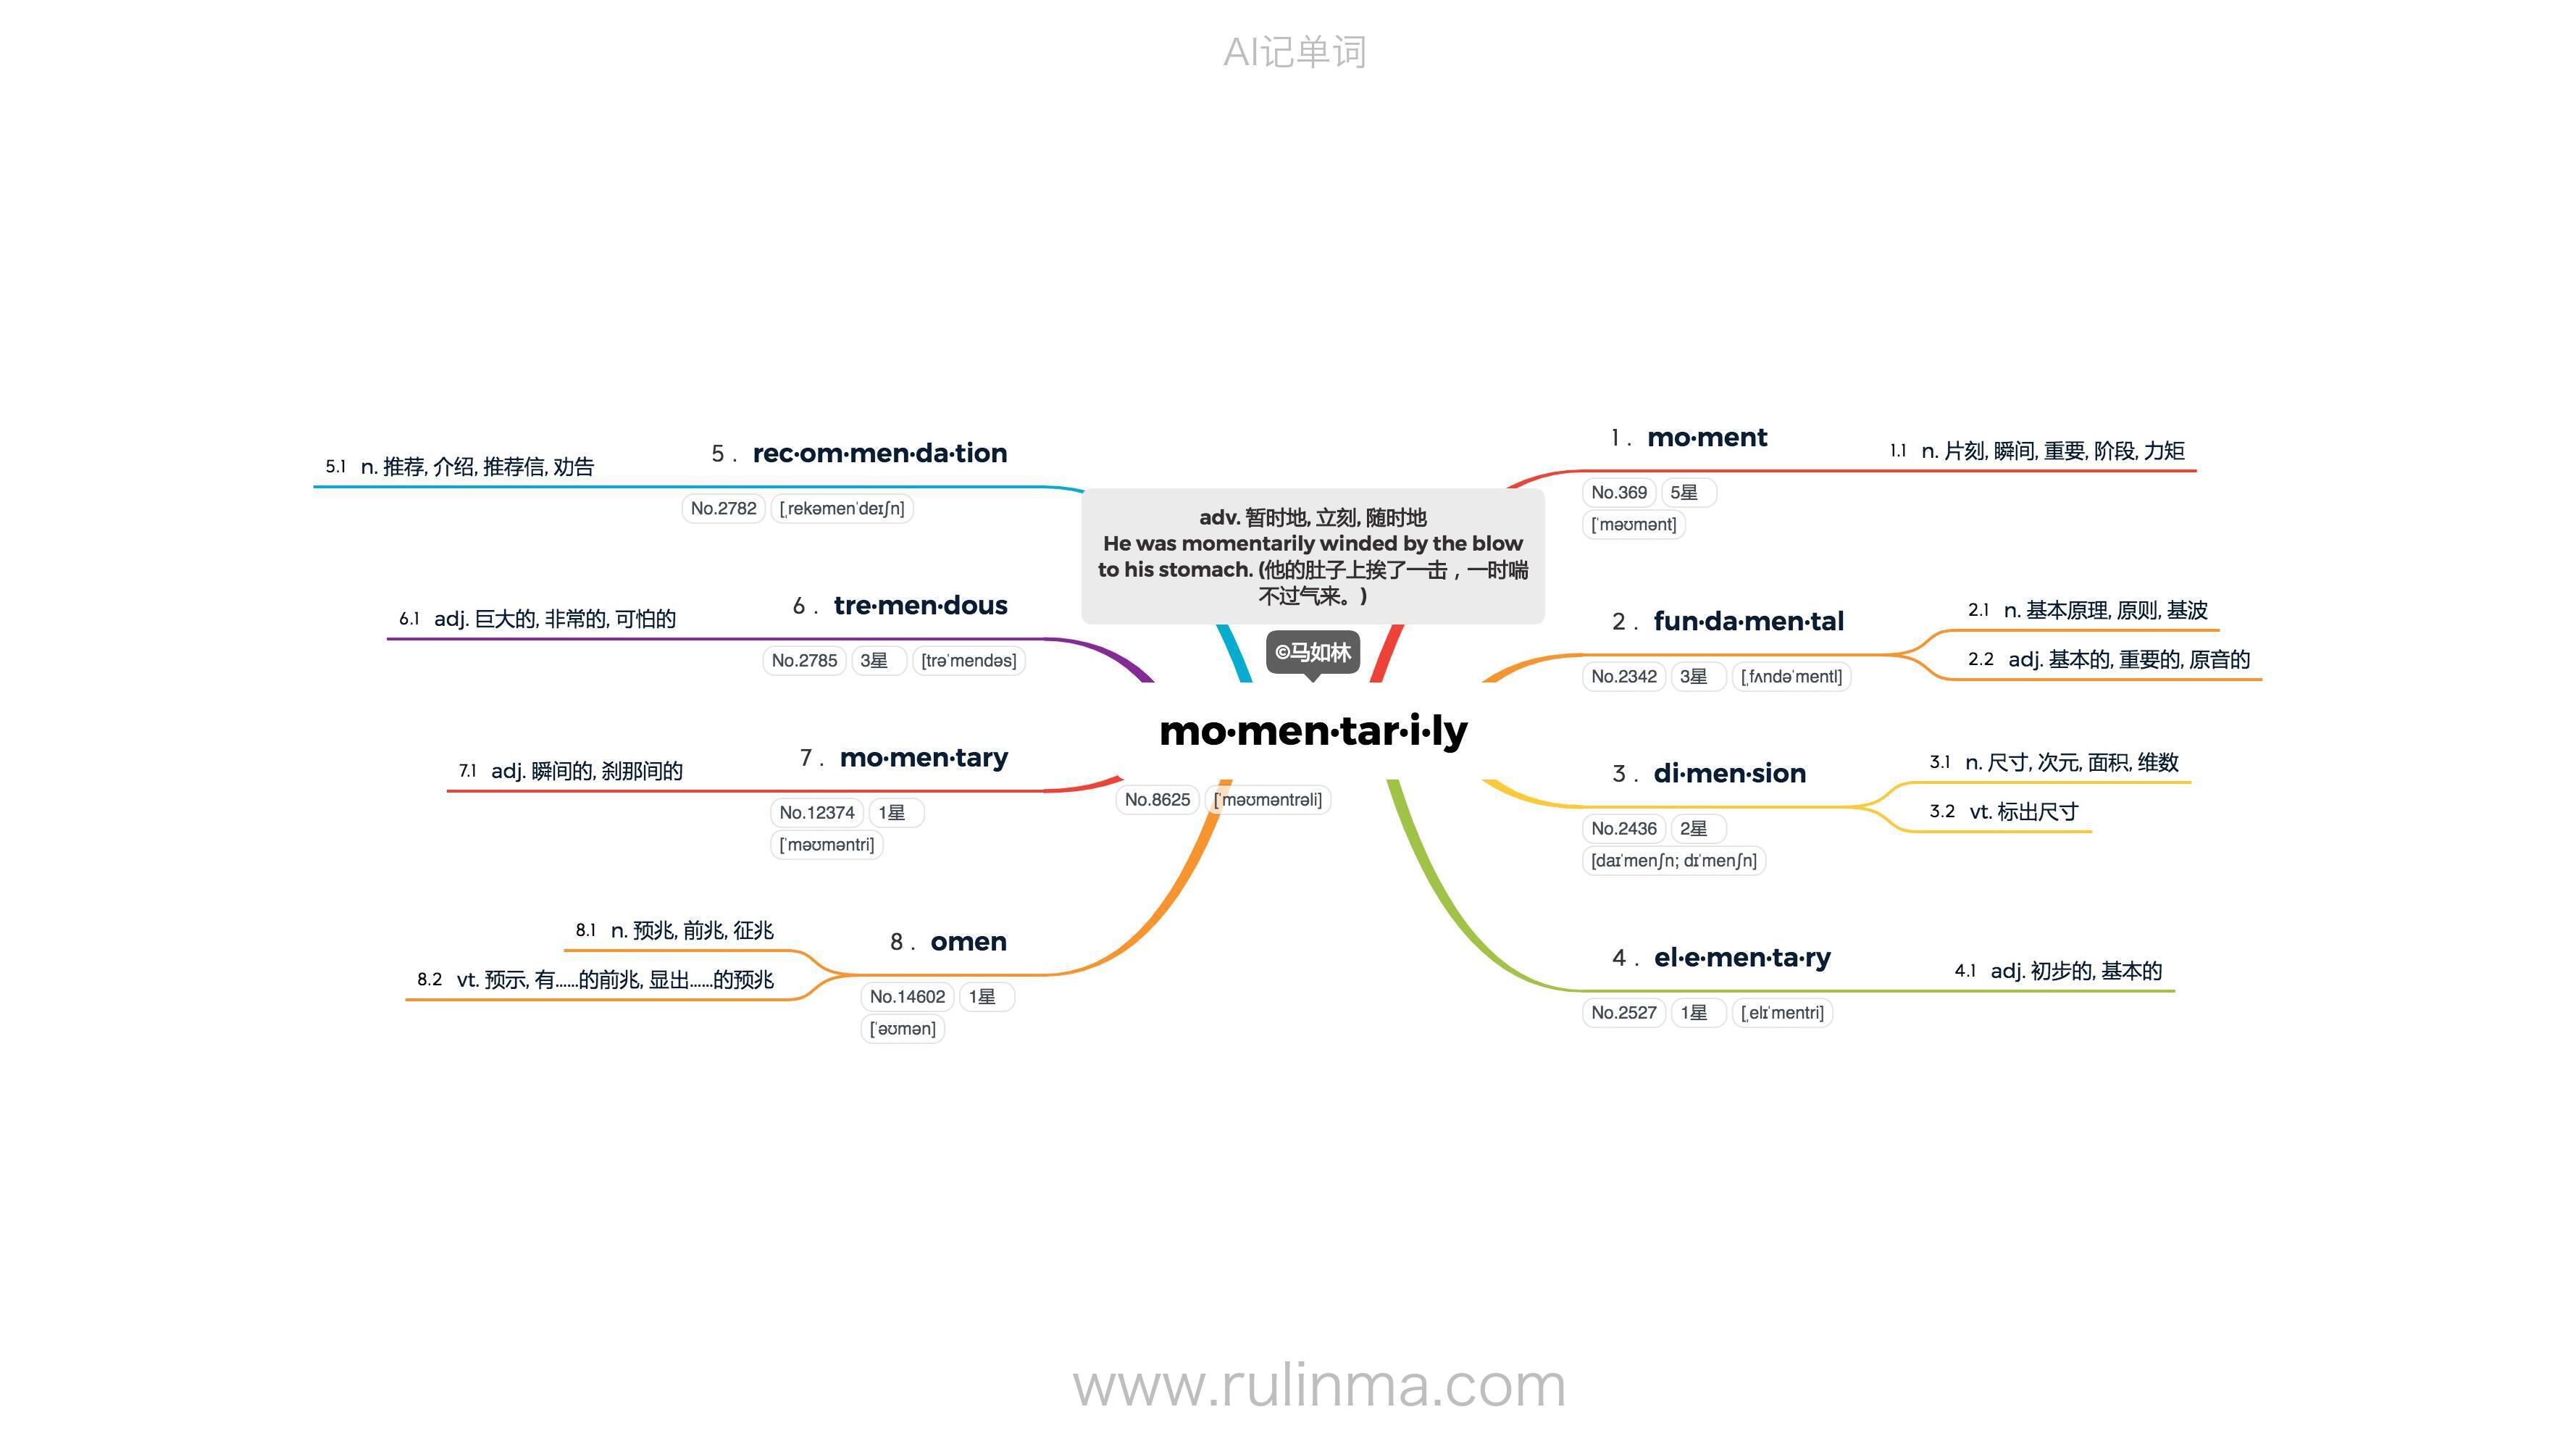 AI记单词
adv. 暂时地, 立刻, 随时地
He was momentarily winded by the blow
to his stomach. (他的肚子上挨了一击，一时喘
不过气来。)
©马如林
mo·men·tar·i·ly
No.8625 [ˈməʊməntrəli]
1 . mo·ment
No.369 5星
[ˈməʊmənt]
1.1 n. 片刻, 瞬间, 重要, 阶段, 力矩
2 . fun·da·men·tal
No.2342 3星 [ˌfʌndəˈmentl]
2.1 n. 基本原理, 原则, 基波
2.2 adj. 基本的, 重要的, 原音的
3 . di·men·sion
No.2436 2星
[daɪˈmenʃn; dɪˈmenʃn]
3.1 n. 尺寸, 次元, 面积, 维数
3.2 vt. 标出尺寸
4 . el·e·men·ta·ry
No.2527 1星 [ˌelɪˈmentri]
4.1 adj. 初步的, 基本的
5 . rec·om·men·da·tion
No.2782 [ˌrekəmenˈdeɪʃn]
5.1 n. 推荐, 介绍, 推荐信, 劝告
6 . tre·men·dous
No.2785 3星 [trəˈmendəs]
6.1 adj. 巨大的, 非常的, 可怕的
7 . mo·men·tary
No.12374 1星
[ˈməʊməntri]
7.1 adj. 瞬间的, 刹那间的
8 . omen
No.14602 1星
[ˈəʊmən]
8.1 n. 预兆, 前兆, 征兆
8.2 vt. 预示, 有……的前兆, 显出……的预兆
www.rulinma.com